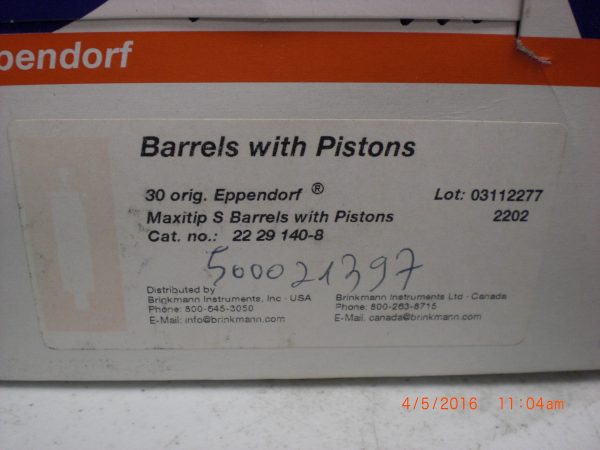 pendorf
Barrels with Pistons
30 orig. Eppendorf ®
Maxitip S Barrels with Pistons
Cat. no.: 22 29 140-8
Lot: 03112277
2202
500021397
Distributed by
Brinkmann Instruments, Inc · USA
Phone: 800-645-3050
E-Mail: info@brinkmann.com
Brinkmann Instruments Ltd · Canada
Phone: 800-263-8715
E-Mail: canada@brinkmann.com
4/5/2016 11:04am